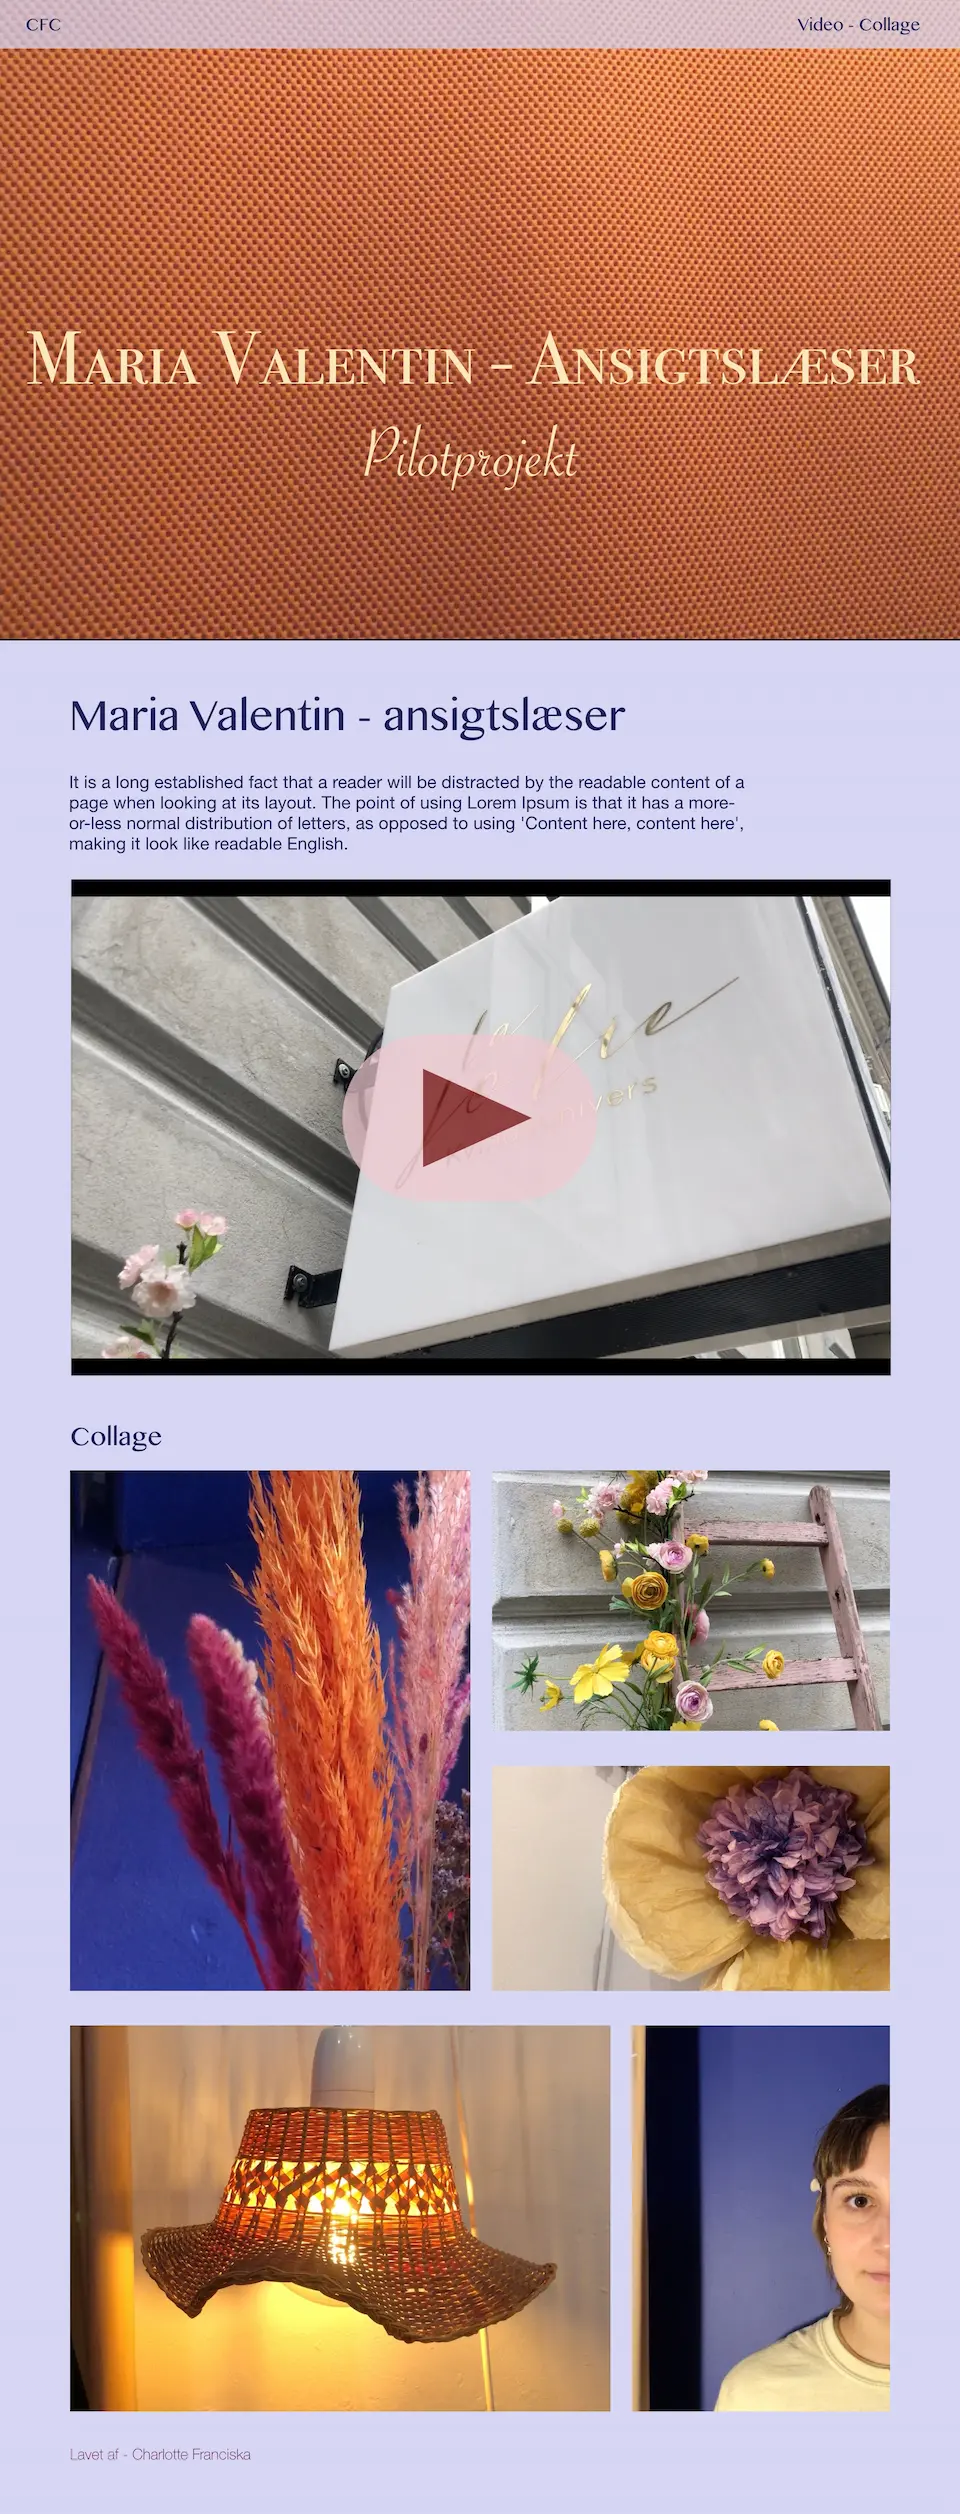 CFC
Video - Collage
Maria Valentin - Ansigtslæser
Pilotprojekt
Maria Valentin - ansigtslæser
It is a long established fact that a reader will be distracted by the readable content of a
page when looking at its layout. The point of using Lorem Ipsum is that it has a more-
or-less normal distribution of letters, as opposed to using 'Content here, content here',
making it look like readable English.
Collage
Lavet af - Charlotte Franciska